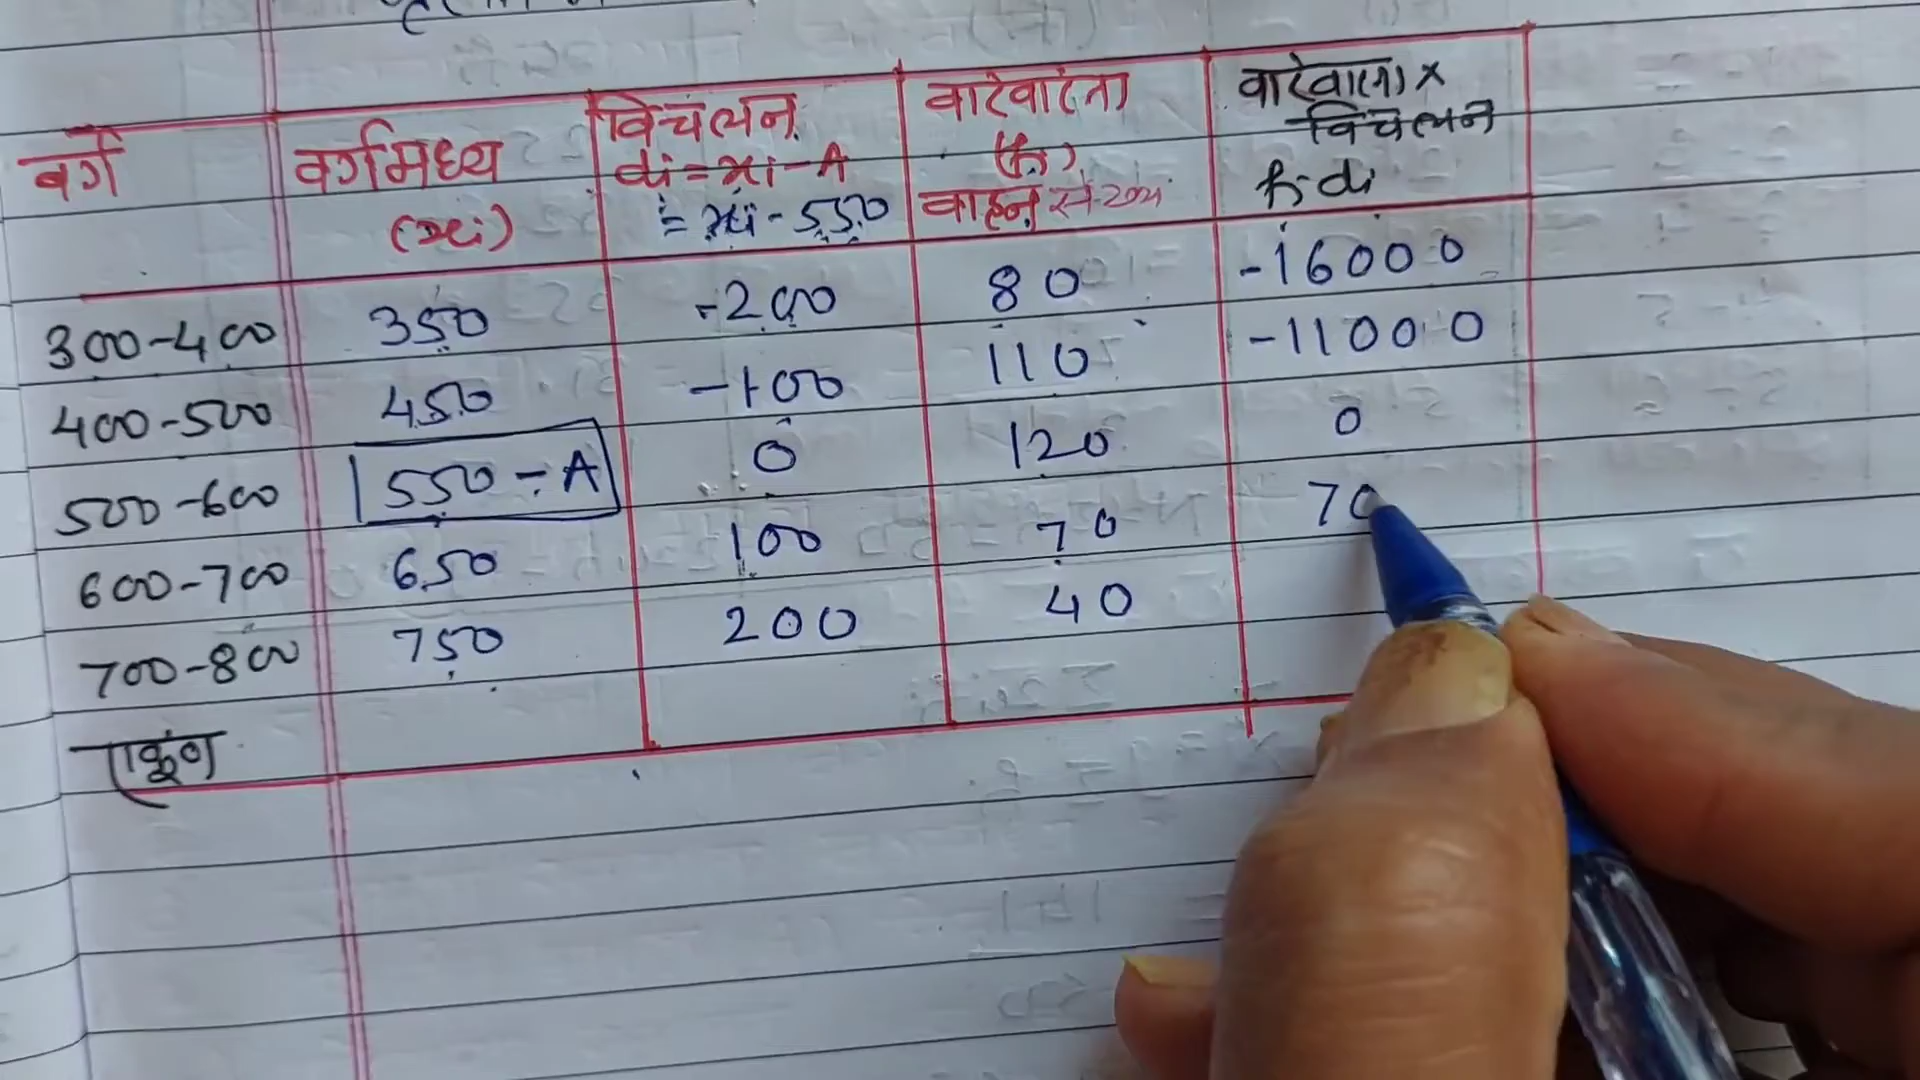 वर्ग वर्गमध्य (xi) विचलन di = xi - A = xi - 550 वारंवारता (fi) वाहन संख्या वारंवारता x विचलन fi·di
300-400 350 -200 80 -16000
400-500 450 -100 110 -11000
500-600 550 - A 0 120 0
600-700 650 100 70 70
700-800 750 200 40
एकूण